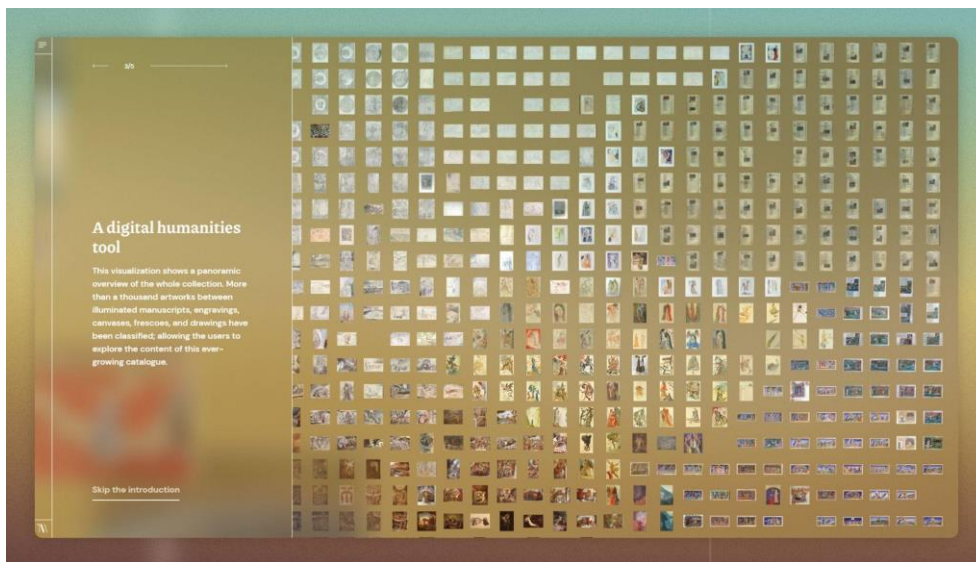 3/5
A digital humanities
tool
This visualization shows a panoramic
overview of the whole collection. More
than a thousand artworks between
illuminated manuscripts, engravings,
canvases, frescoes, and drawings have
been classified; allowing the users to
explore the content of this ever-
growing catalogue.
Skip the introduction